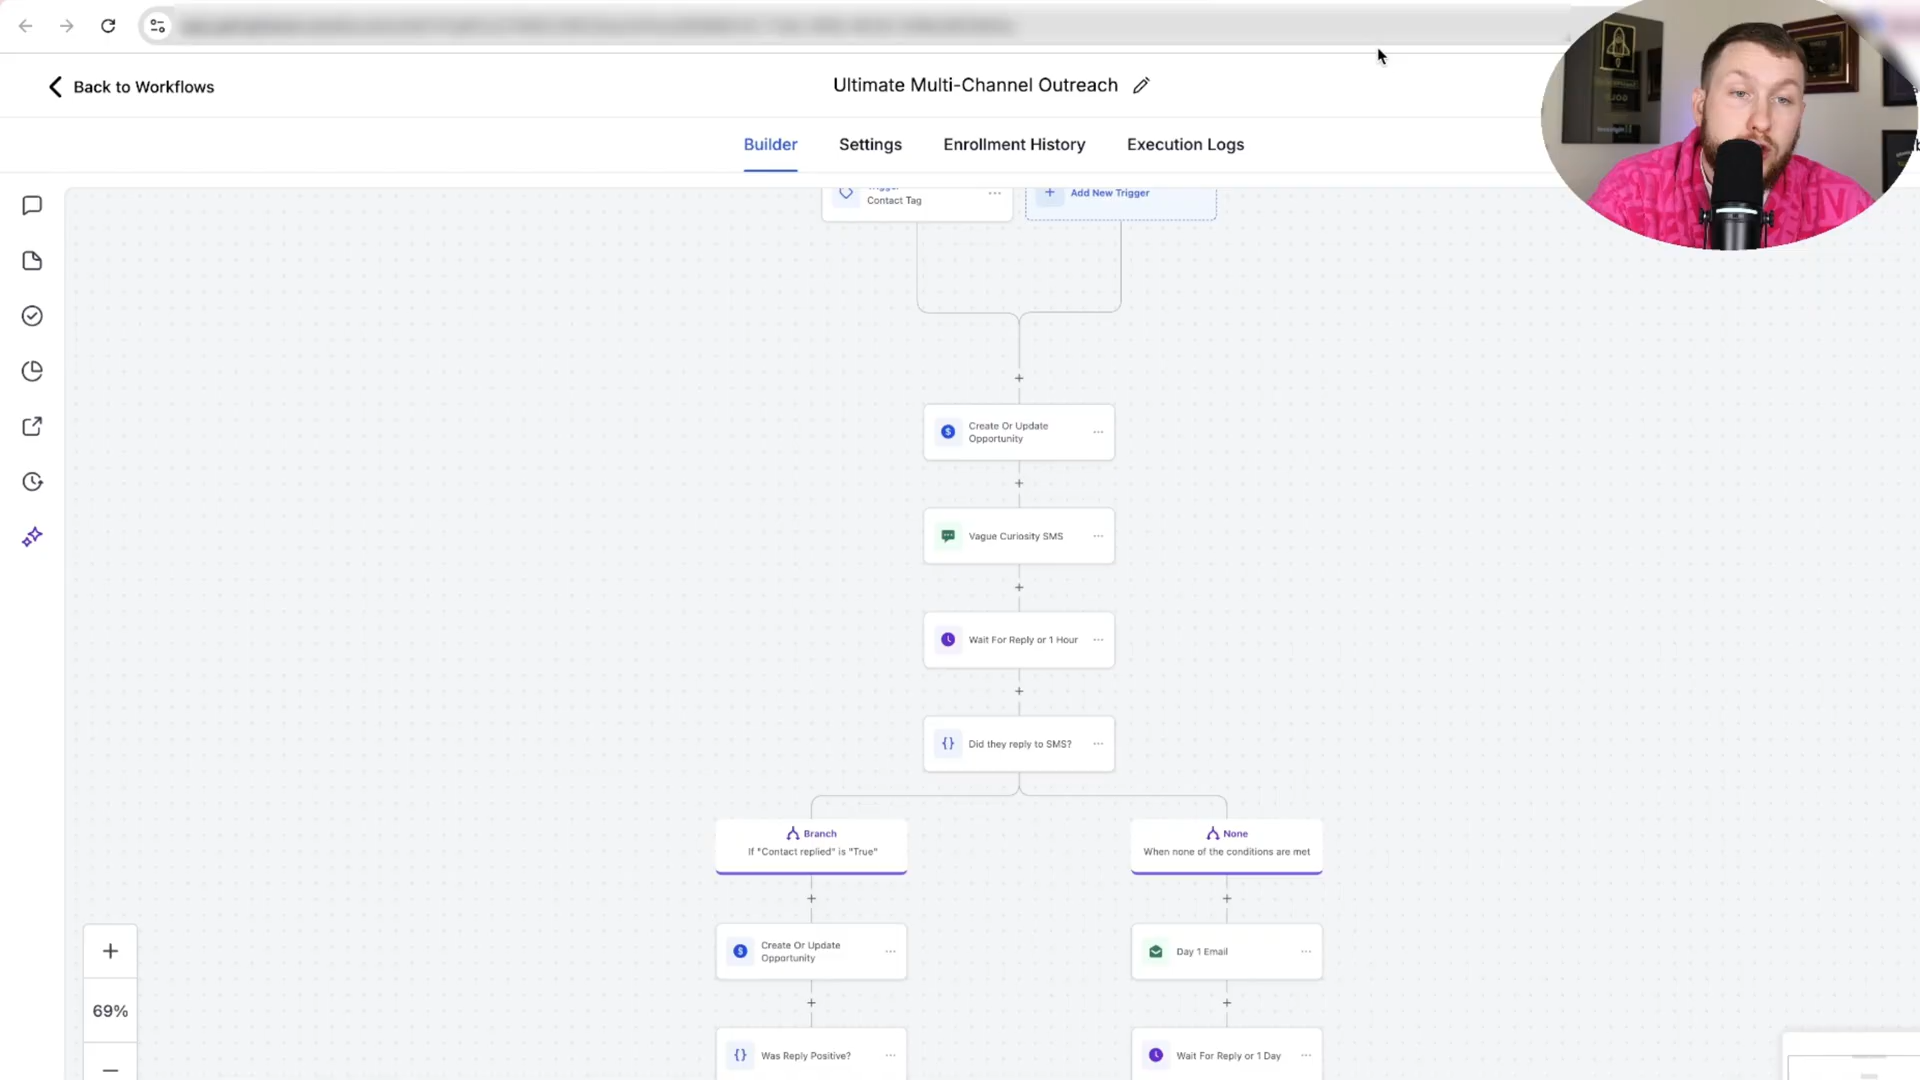 Back to Workflows
Ultimate Multi-Channel Outreach
Builder
Settings
Enrollment History
Execution Logs
Trigger
Contact Tag
Add New Trigger
Create Or Update
Opportunity
Vague Curiosity SMS
Wait For Reply or 1 Hour
Did they reply to SMS?
Branch
If "Contact replied" is "True"
None
When none of the conditions are met
Create Or Update
Opportunity
Day 1 Email
Was Reply Positive?
Wait For Reply or 1 Day
69%